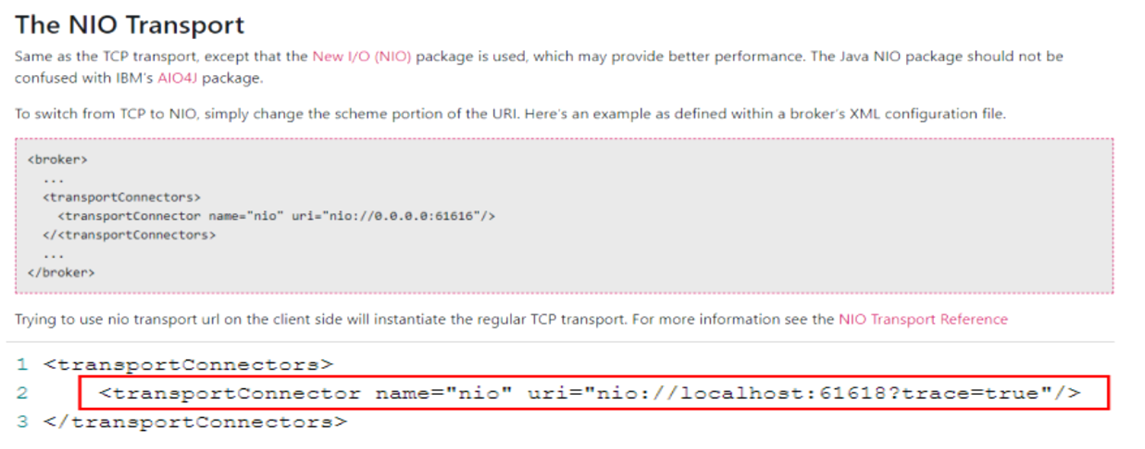 The NIO Transport
Same as the TCP transport, except that the New I/O (NIO) package is used, which may provide better performance. The Java NIO package should not be
confused with IBM's AIO4J package.
To switch from TCP to NIO, simply change the scheme portion of the URI. Here's an example as defined within a broker's XML configuration file.
<broker>
...
<transportConnectors>
<transportConnector name="nio" uri="nio://0.0.0.0:61616"/>
</<transportConnectors>
...
</broker>
Trying to use nio transport url on the client side will instantiate the regular TCP transport. For more information see the NIO Transport Reference
1 <transportConnectors>
2 <transportConnector name="nio" uri="nio://localhost:61618?trace=true"/>
3 </transportConnectors>